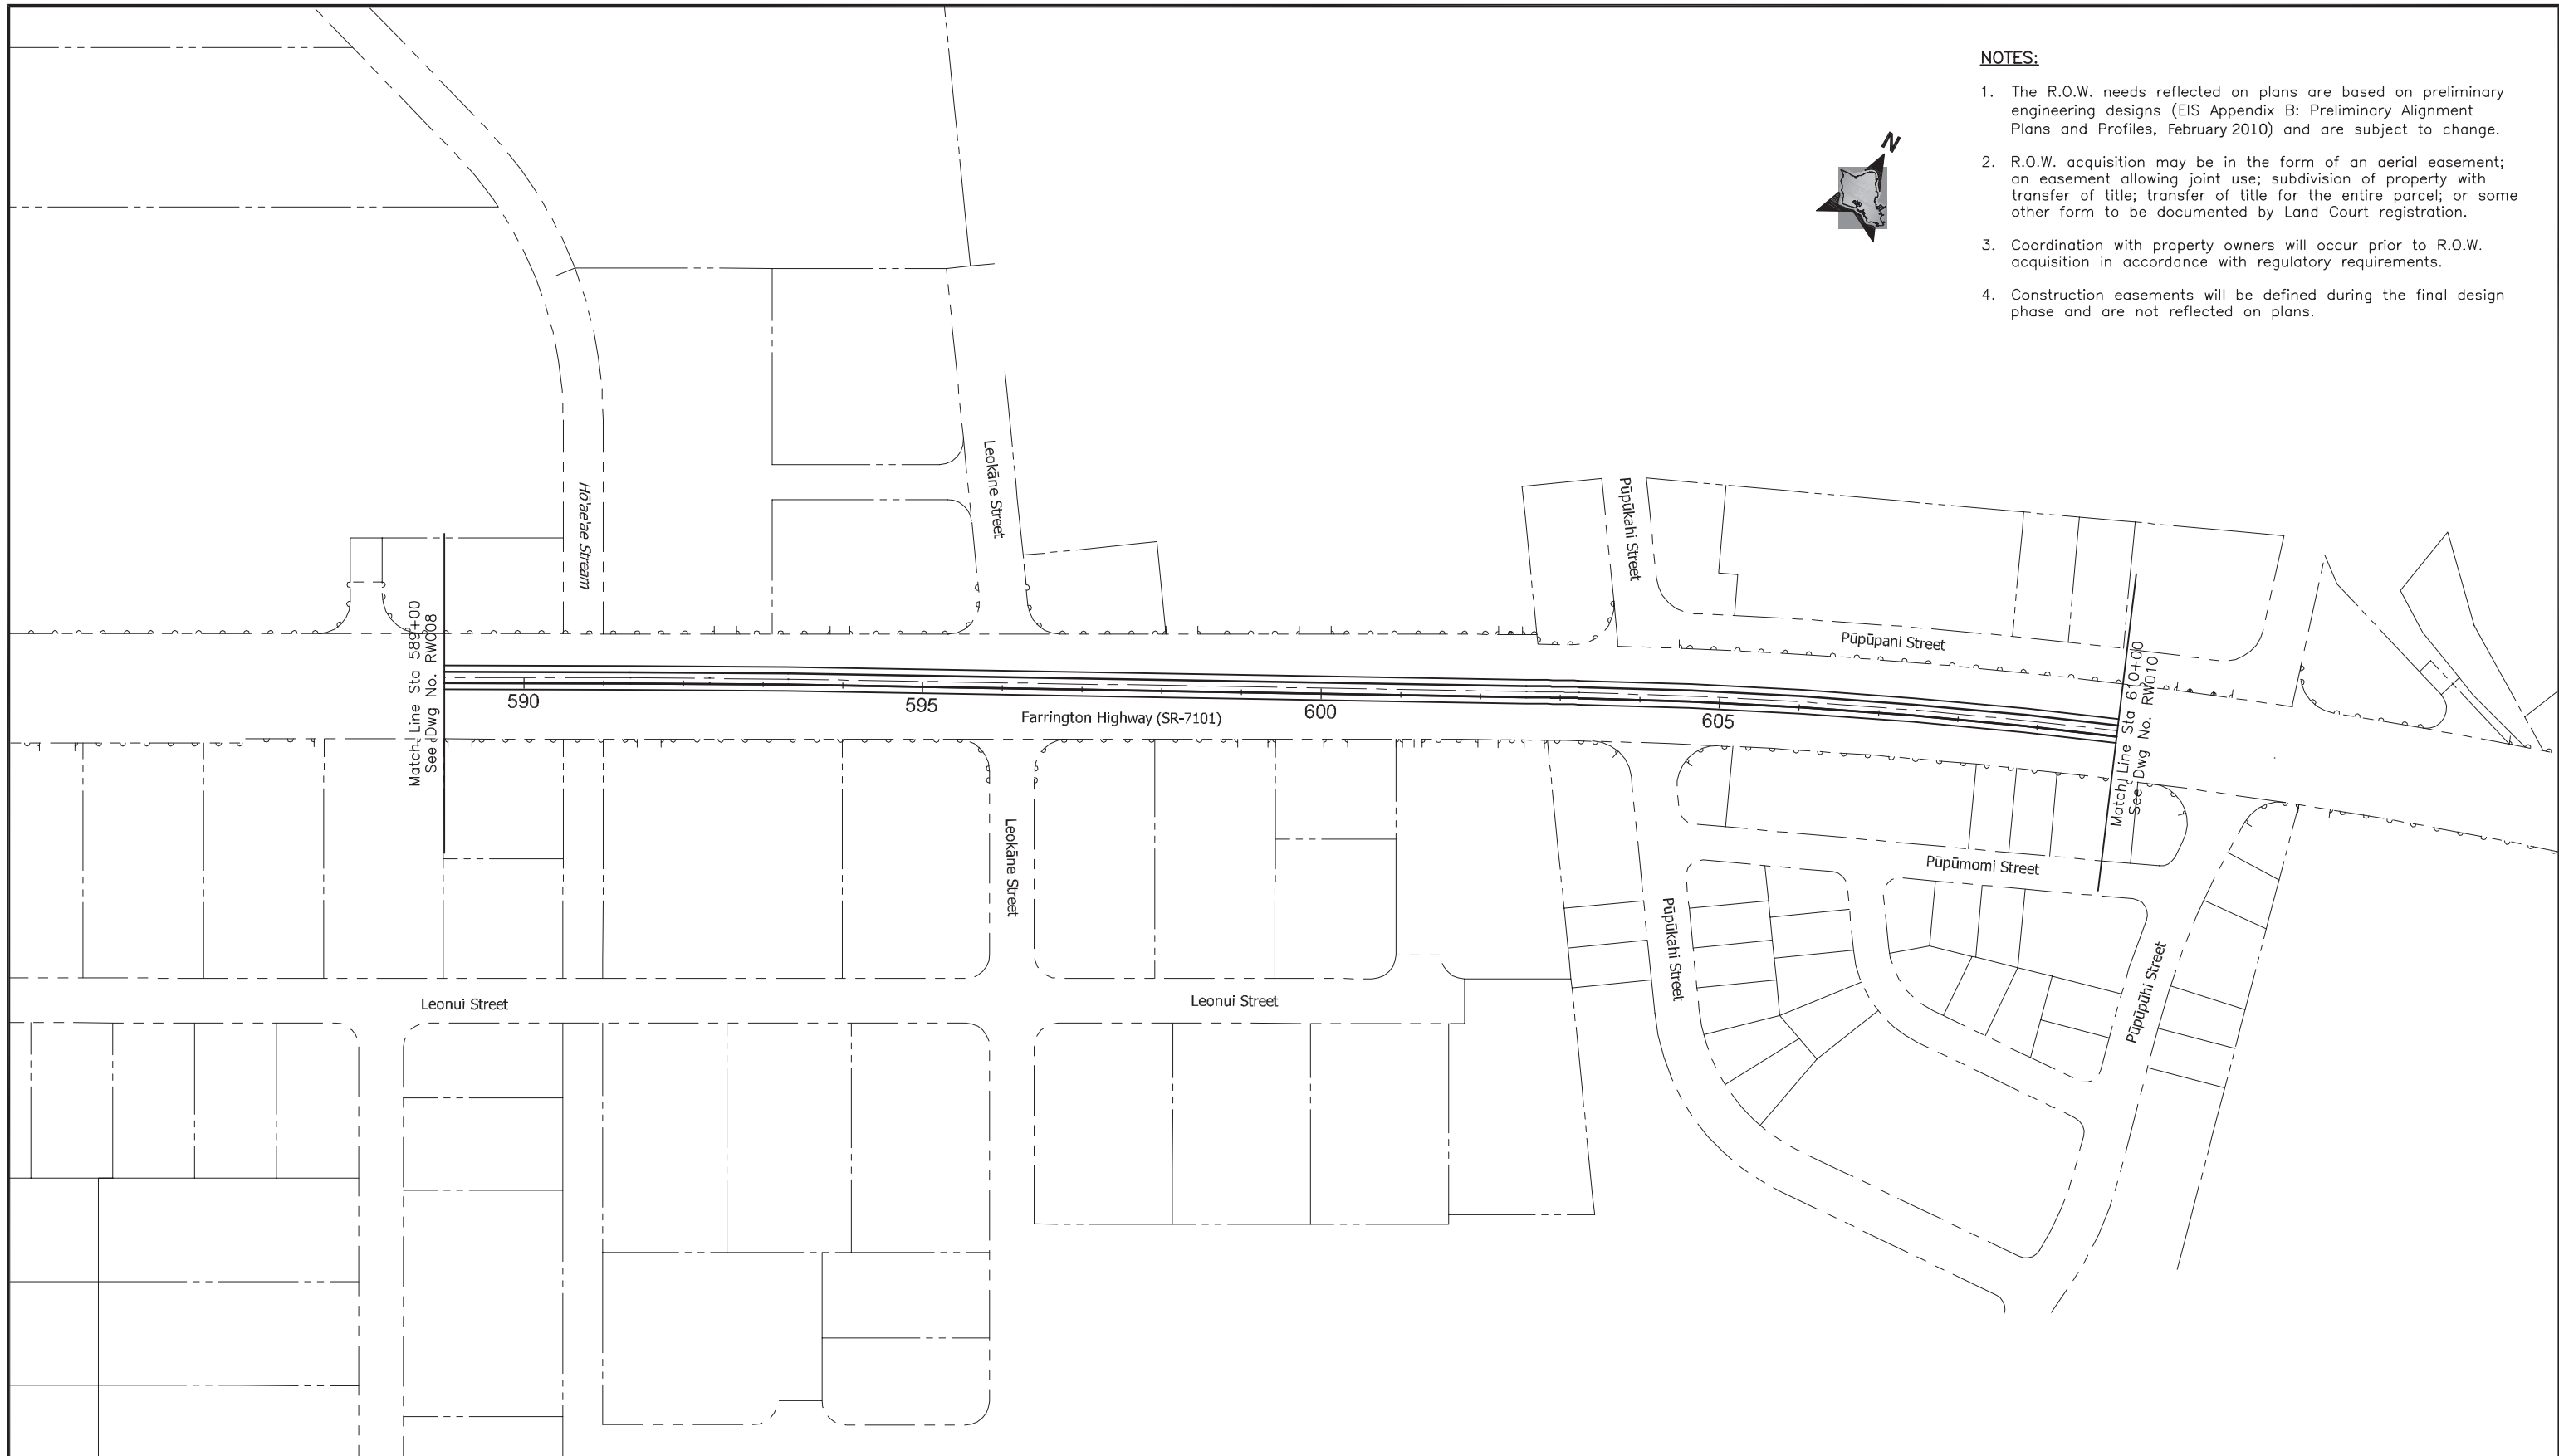 NOTES:
1. The R.O.W. needs reflected on plans are based on preliminary
engineering designs (EIS Appendix B: Preliminary Alignment
Plans and Profiles, February 2010) and are subject to change.
2. R.O.W. acquisition may be in the form of an aerial easement;
an easement allowing joint use; subdivision of property with
transfer of title; transfer of title for the entire parcel; or some
other form to be documented by Land Court registration.
3. Coordination with property owners will occur prior to R.O.W.
acquisition in accordance with regulatory requirements.
4. Construction easements will be defined during the final design
phase and are not reflected on plans.
N
Hō'ae'ae Stream
Leokāne Street
Pūpūkahi Street
Pūpūpani Street
Match Line Sta 589+00
See Dwg No. RW008
590
595
Farrington Highway (SR-7101)
600
605
Match Line Sta 610+00
See Dwg No. RW010
Leokāne Street
Pūpūmomi Street
Pūpūkahi Street
Pūpūpūhi Street
Leonui Street
Leonui Street